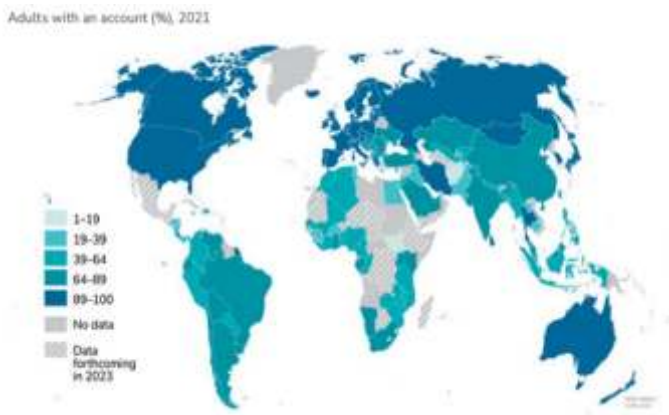 Adults with an account (%), 2021
1–19
19–39
39–64
64–89
89–100
No data
Data
forthcoming
in 2023